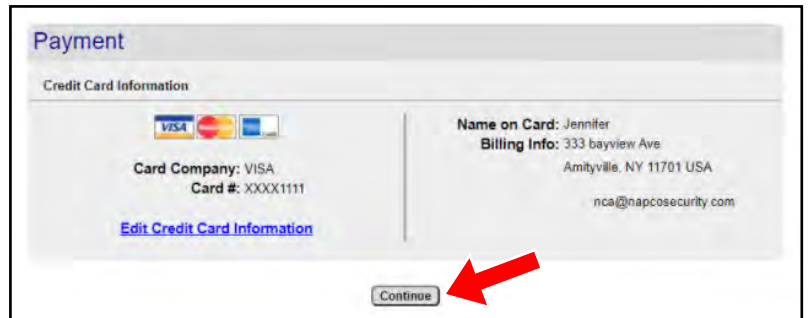 Payment
Credit Card Information
VISA
Card Company: VISA
Card #: XXXX1111
Edit Credit Card Information
Name on Card: Jennifer
Billing Info: 333 bayview Ave
Amityville, NY 11701 USA
nca@napcosecurity.com
Continue